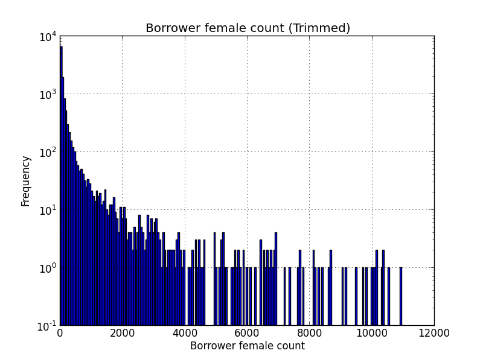 Borrower female count (Trimmed)
10^4
10^3
10^2
10^1
10^0
10^-1
Frequency
0 2000 4000 6000 8000 10000 12000
Borrower female count